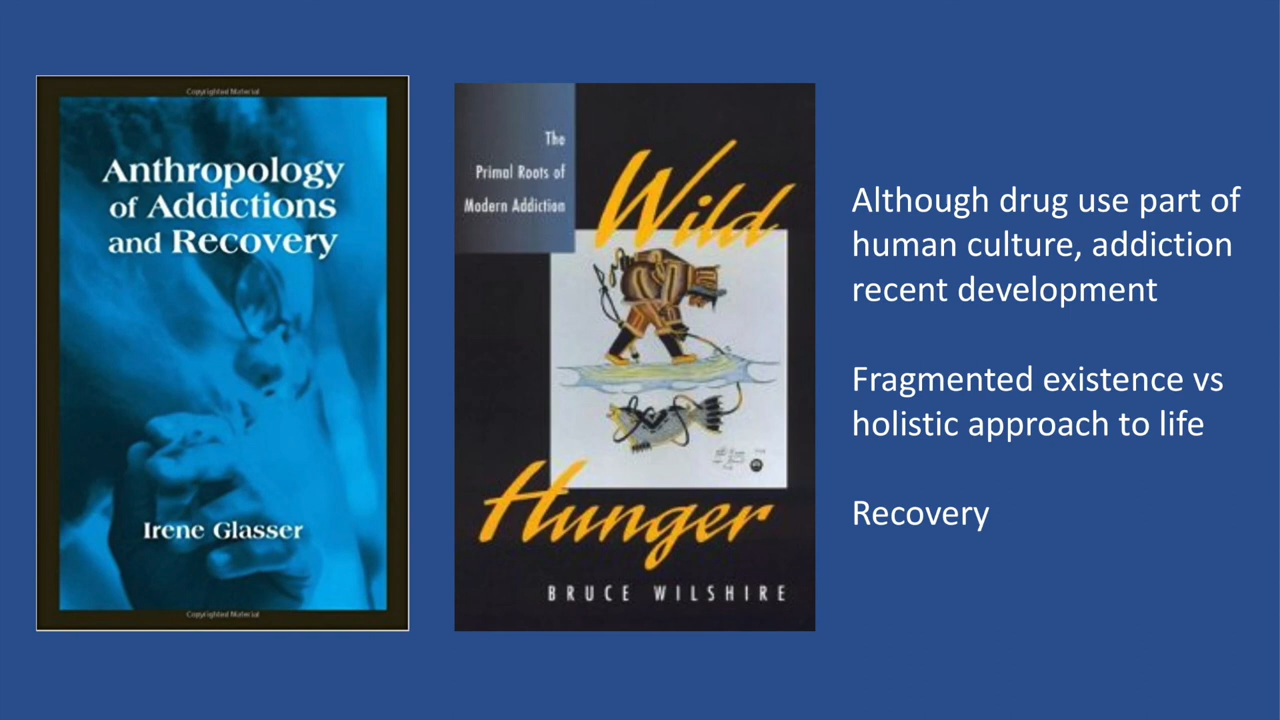 Copyrighted Material
Anthropology
of Addictions
and Recovery
Irene Glasser
Copyrighted Material
The
Primal Roots of
Modern Addiction
Wild
Hunger
BRUCE WILSHIRE
Although drug use part of
human culture, addiction
recent development
Fragmented existence vs
holistic approach to life
Recovery